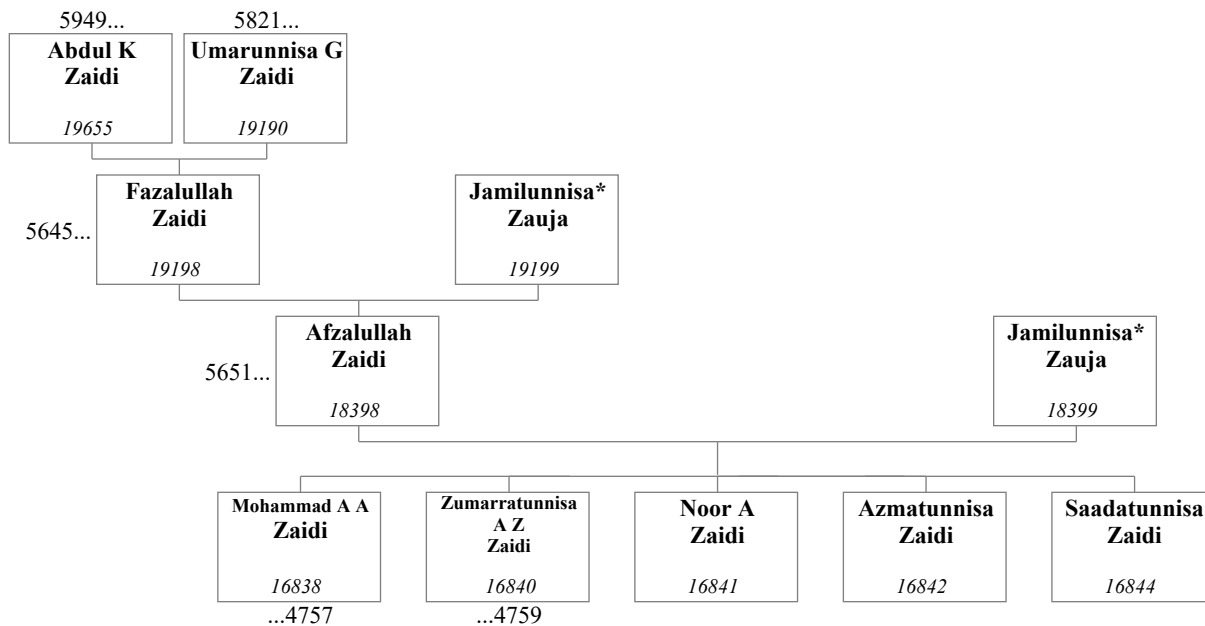 5949...
Abdul K
Zaidi
19655
5821...
Umarunnisa G
Zaidi
19190
5645...
Fazalullah
Zaidi
19198
Jamilunnisa*
Zauja
19199
5651...
Afzalullah
Zaidi
18398
Jamilunnisa*
Zauja
18399
Mohammad A A
Zaidi
16838
...4757
Zumarratunnisa
A Z
Zaidi
16840
...4759
Noor A
Zaidi
16841
Azmatunnisa
Zaidi
16842
Saadatunnisa
Zaidi
16844